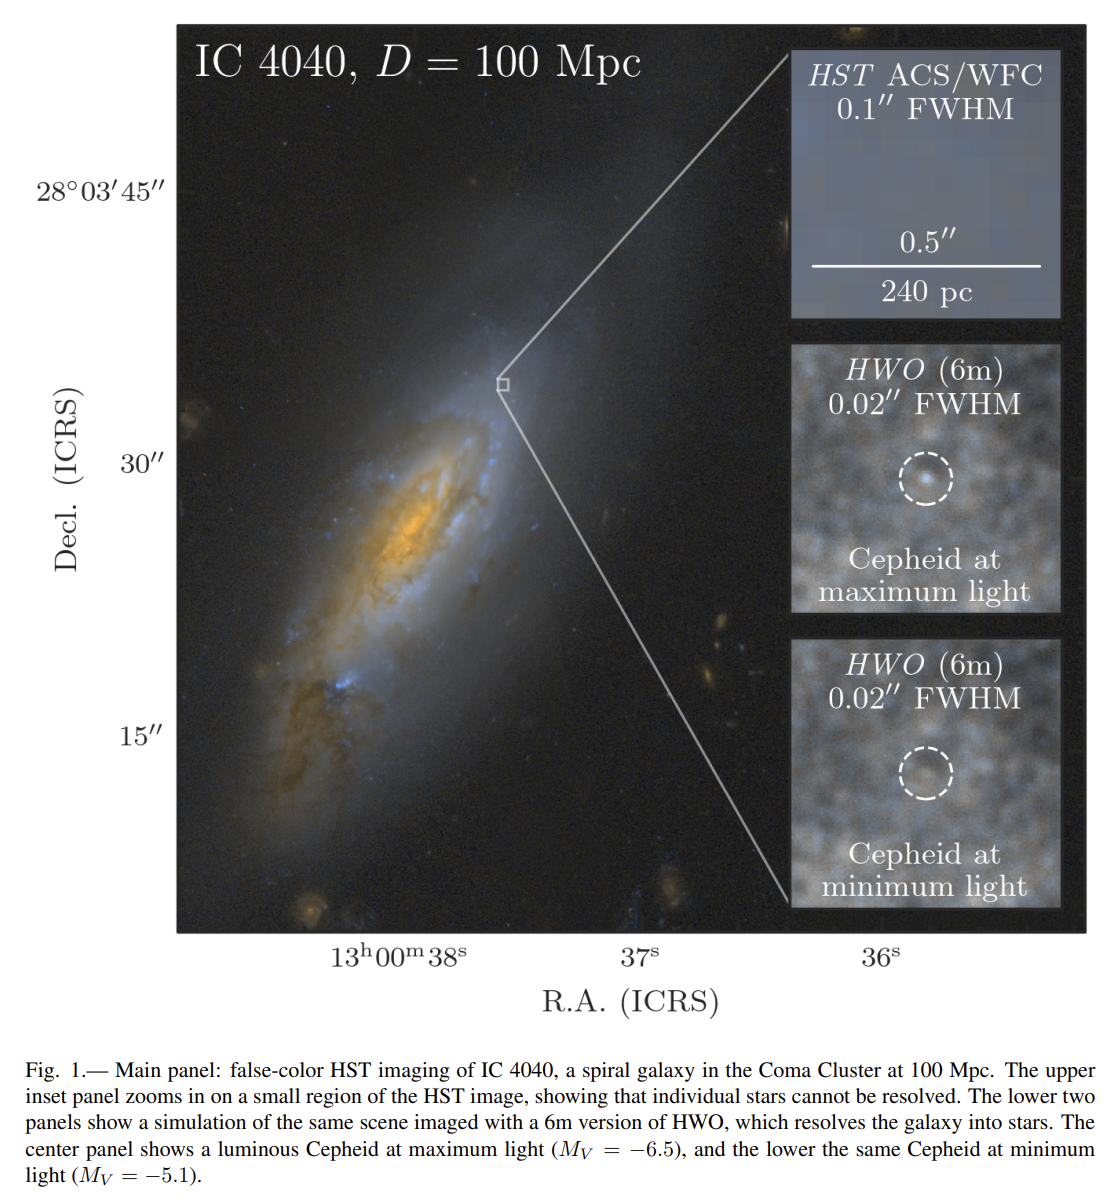 IC 4040, D = 100 Mpc
HST ACS/WFC
0.1″ FWHM
0.5″
240 pc
HWO (6m)
0.02″ FWHM
Cepheid at
maximum light
HWO (6m)
0.02″ FWHM
Cepheid at
minimum light
28°03′45″
30″
15″
Decl. (ICRS)
13ʰ00ᵐ38ˢ
37ˢ
36ˢ
R.A. (ICRS)
Fig. 1.— Main panel: false-color HST imaging of IC 4040, a spiral galaxy in the Coma Cluster at 100 Mpc. The upper
inset panel zooms in on a small region of the HST image, showing that individual stars cannot be resolved. The lower two
panels show a simulation of the same scene imaged with a 6m version of HWO, which resolves the galaxy into stars. The
center panel shows a luminous Cepheid at maximum light (M_V = −6.5), and the lower the same Cepheid at minimum
light (M_V = −5.1).